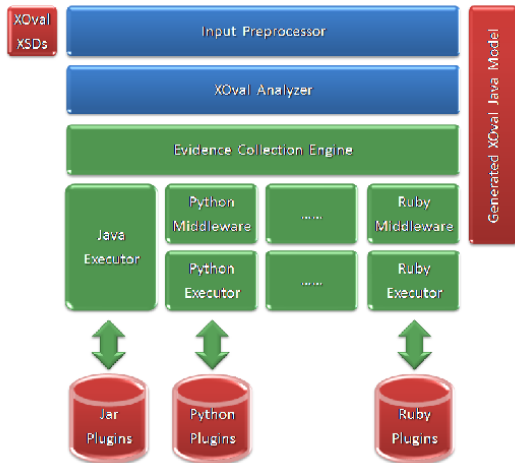 XOval
XSDs
Input Preprocessor
XOval Analyzer
Evidence Collection Engine
Generated XOval Java Model
Java
Executor
Python
Middleware
......
Ruby
Middleware
Python
Executor
......
Ruby
Executor
Jar
Plugins
Python
Plugins
Ruby
Plugins